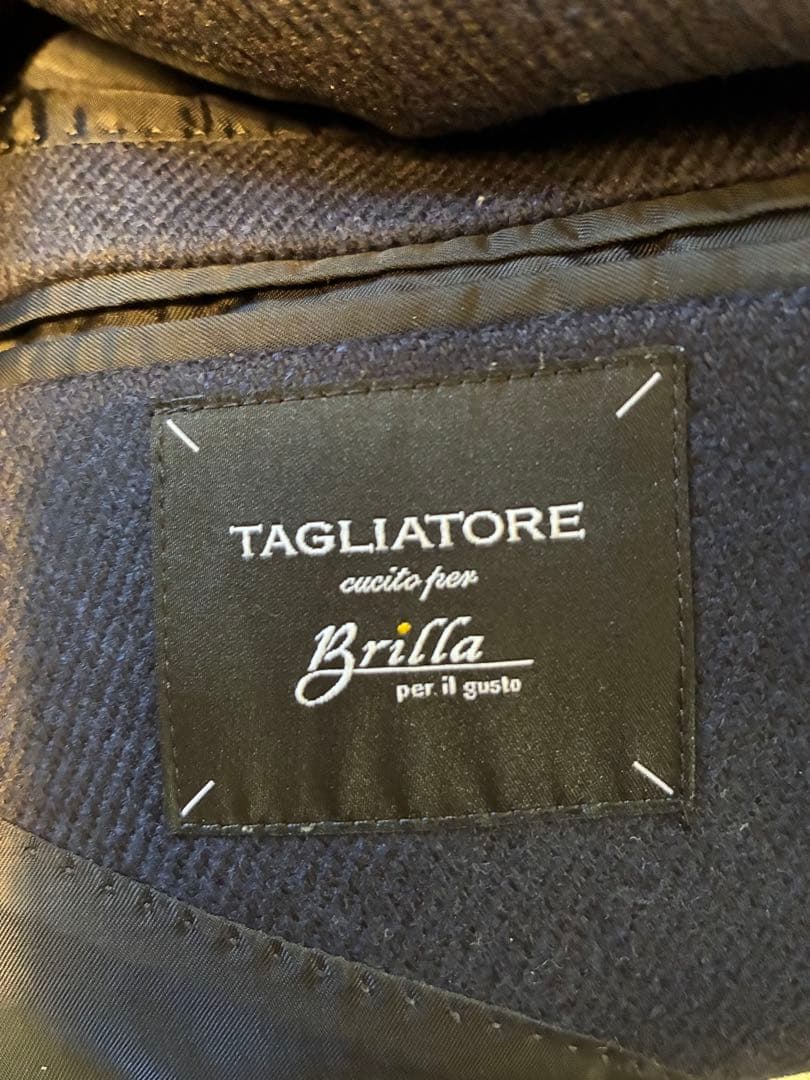 TAGLIATORE
cucito per
Brilla
per il gusto